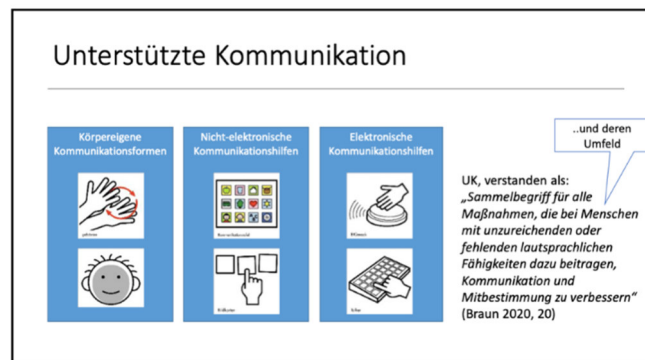 Unterstützte Kommunikation
Körpereigene
Kommunikationsformen
Nicht-elektronische
Kommunikationshilfen
Elektronische
Kommunikationshilfen
..und deren
Umfeld
UK, verstanden als:
„Sammelbegriff für alle
Maßnahmen, die bei Menschen
mit unzureichenden oder
fehlenden lautsprachlichen
Fähigkeiten dazu beitragen,
Kommunikation und
Mitbestimmung zu verbessern“
(Braun 2020, 20)